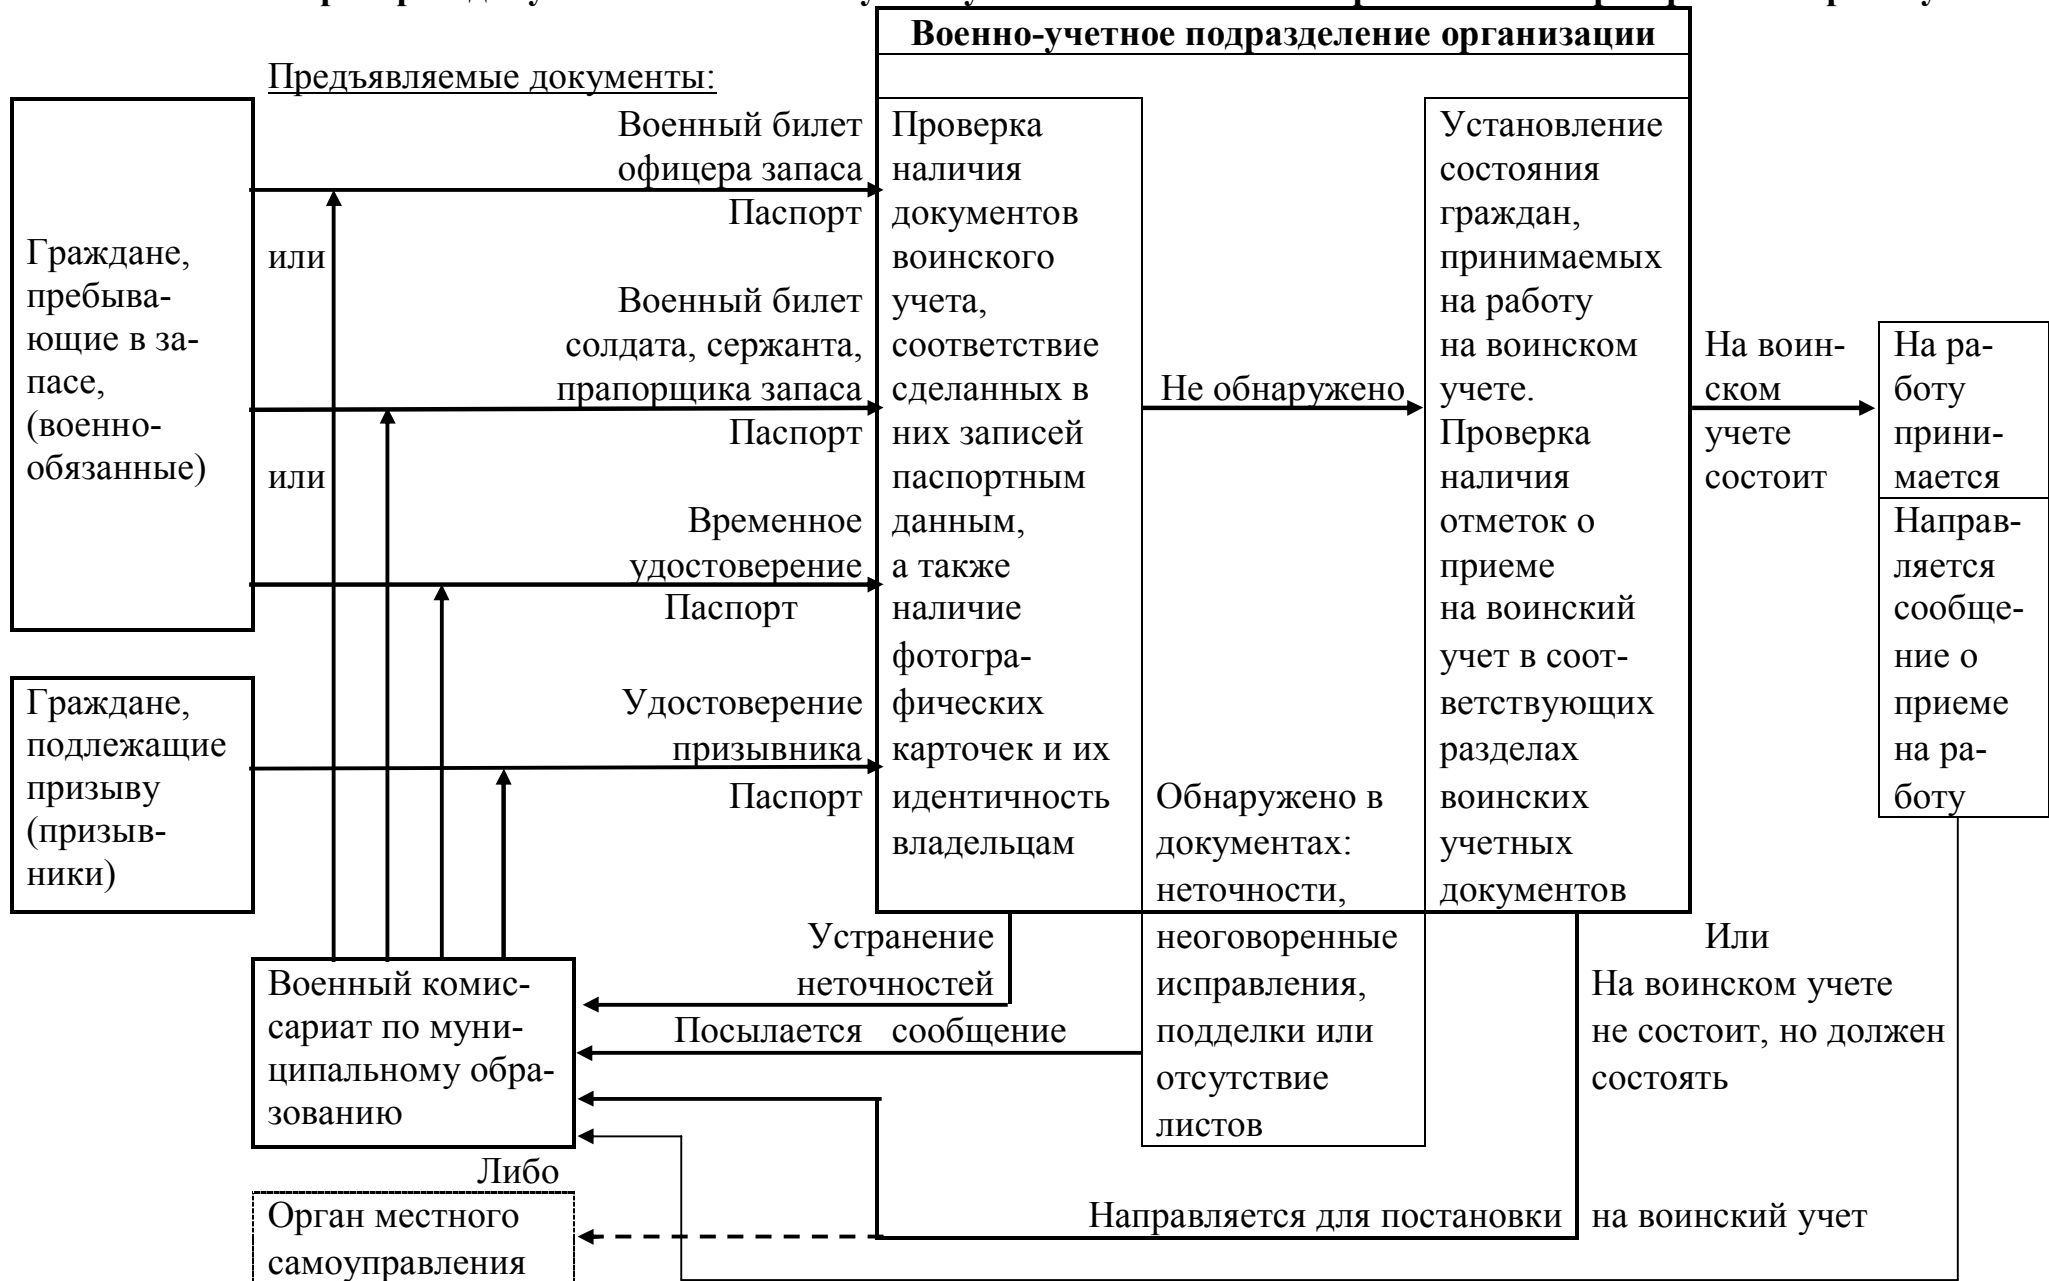 Военно-учетное подразделение организации
Предъявляемые документы:
Граждане,
пребыва-
ющие в за-
пасе,
(военно-
обязанные)
Военный билет
офицера запаса
Паспорт
или
Военный билет
солдата, сержанта,
прапорщика запаса
Паспорт
или
Временное
удостоверение
Паспорт
Граждане,
подлежащие
призыву
(призыв-
ники)
Удостоверение
призывника
Паспорт
Проверка
наличия
документов
воинского
учета,
соответствие
сделанных в
них записей
паспортным
данным,
а также
наличие
фотогра-
фических
карточек и их
идентичность
владельцам
Не обнаружено
Обнаружено в
документах:
неточности,
неоговоренные
исправления,
подделки или
отсутствие
листов
Установление
состояния
граждан,
принимаемых
на работу
на воинском
учете.
Проверка
наличия
отметок о
приеме
на воинский
учет в соот-
ветствующих
разделах
воинских
учетных
документов
На воин-
ском
учете
состоит
На ра-
боту
прини-
мается
Направ-
ляется
сообще-
ние о
приеме
на ра-
боту
Устранение
неточностей
Посылается сообщение
Военный комис-
сариат по муни-
ципальному обра-
зованию
Или
На воинском учете
не состоит, но должен
состоять
Либо
Орган местного
самоуправления
Направляется для постановки на воинский учет